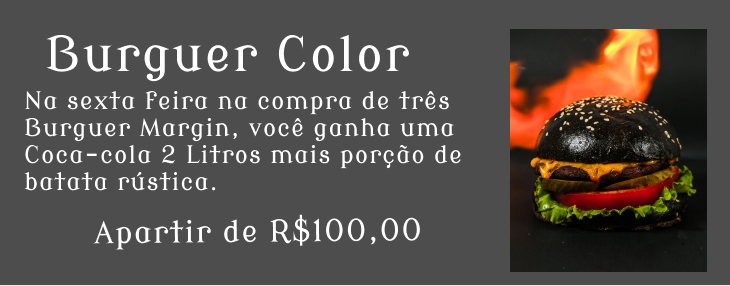 Burguer Color
Na sexta feira na compra de três
Burguer Margin, você ganha uma
Coca-cola 2 Litros mais porção de
batata rústica.
Apartir de R$100,00